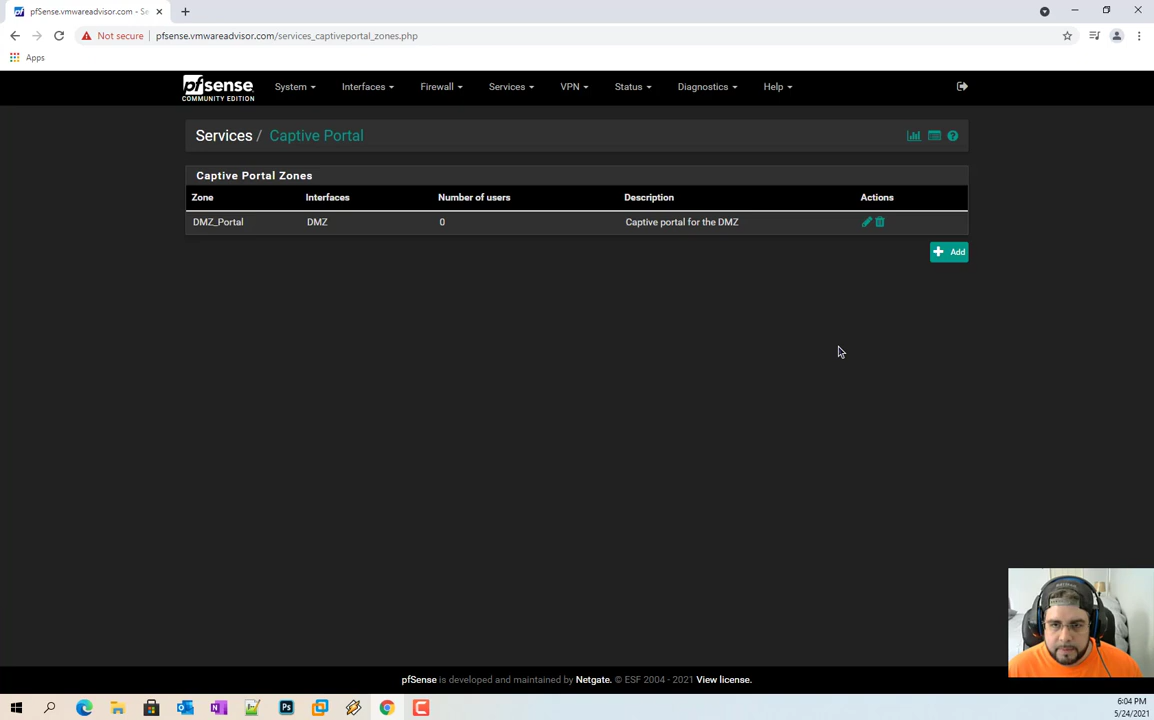 pfSense.vmwareadvisor.com - Se
Not secure pfsense.vmwareadvisor.com/services_captiveportal_zones.php
Apps
pfsense System Interfaces Firewall Services VPN Status Diagnostics Help
COMMUNITY EDITION
Services / Captive Portal
Captive Portal Zones
Zone Interfaces Number of users Description Actions
DMZ_Portal DMZ 0 Captive portal for the DMZ
Add
pfSense is developed and maintained by Netgate. © ESF 2004 - 2021 View license.
6:04 PM
5/24/2021